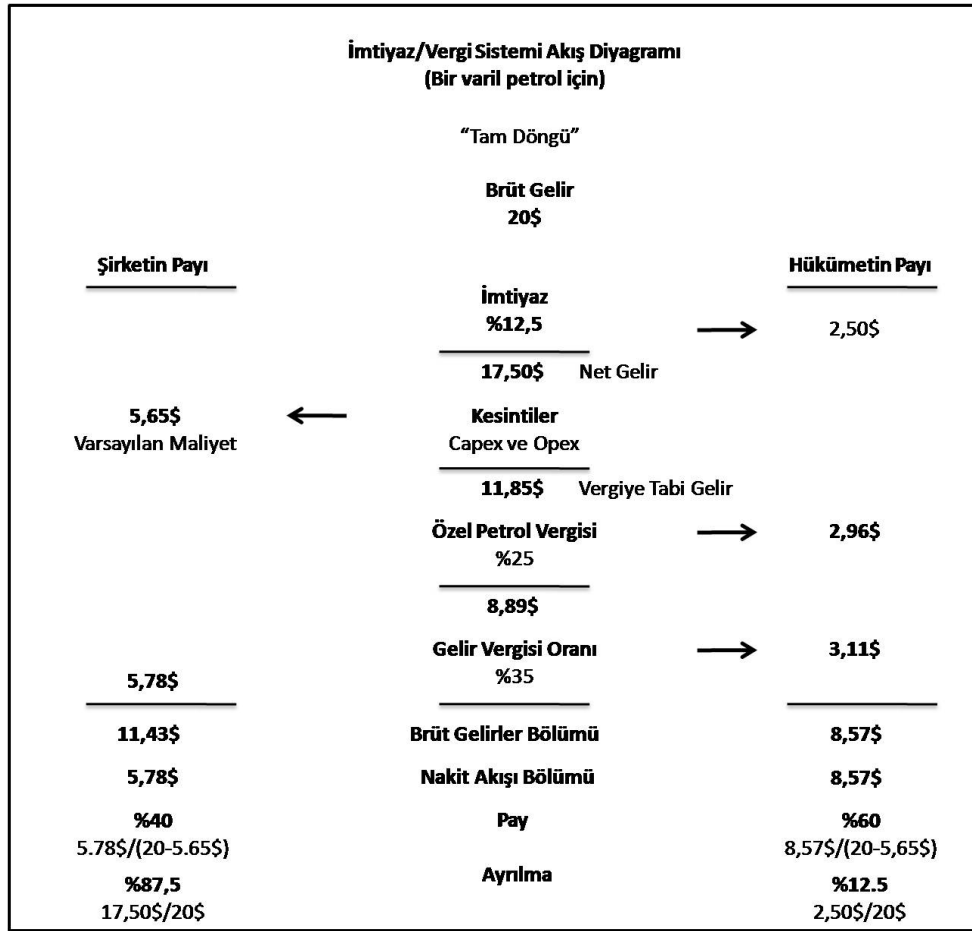 İmtiyaz/Vergi Sistemi Akış Diyagramı
(Bir varil petrol için)
"Tam Döngü"
Brüt Gelir
20$
Şirketin Payı
Hükümetin Payı
İmtiyaz
%12,5
2,50$
17,50$ Net Gelir
5,65$
Varsayılan Maliyet
Kesintiler
Capex ve Opex
11,85$ Vergiye Tabi Gelir
Özel Petrol Vergisi
%25
2,96$
8,89$
Gelir Vergisi Oranı
%35
3,11$
5,78$
11,43$ Brüt Gelirler Bölümü 8,57$
5,78$ Nakit Akışı Bölümü 8,57$
%40 Pay %60
5.78$/(20-5.65$) 8,57$/(20-5,65$)
Ayrılma
%87,5 %12.5
17,50$/20$ 2,50$/20$